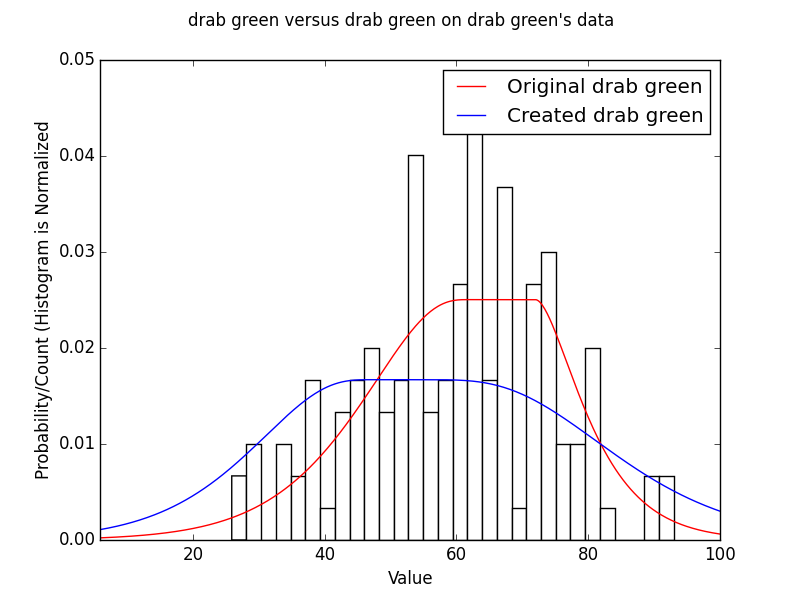 drab green versus drab green on drab green's data
Original drab green
Created drab green
Probability/Count (Histogram is Normalized
0.05
0.04
0.03
0.02
0.01
0.00
20 40 60 80 100
Value